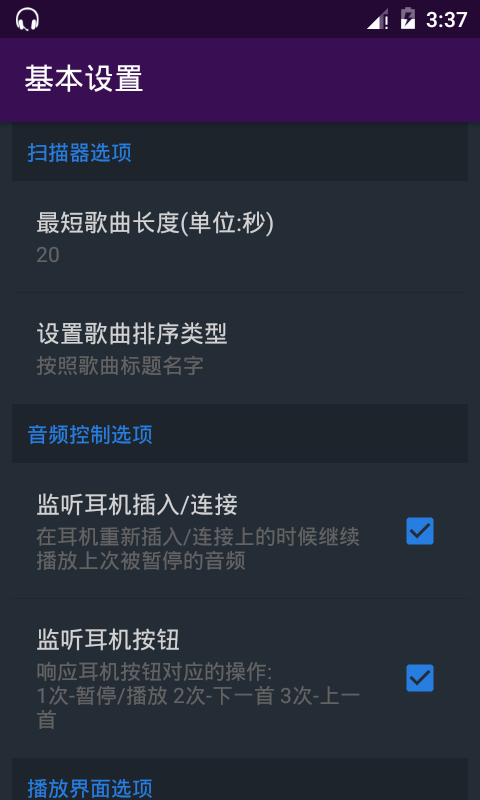 3:37
基本设置
扫描器选项
最短歌曲长度(单位:秒)
20
设置歌曲排序类型
按照歌曲标题名字
音频控制选项
监听耳机插入/连接
在耳机重新插入/连接上的时候继续
播放上次被暂停的音频
监听耳机按钮
响应耳机按钮对应的操作:
1次-暂停/播放 2次-下一首 3次-上一
首
播放界面选项